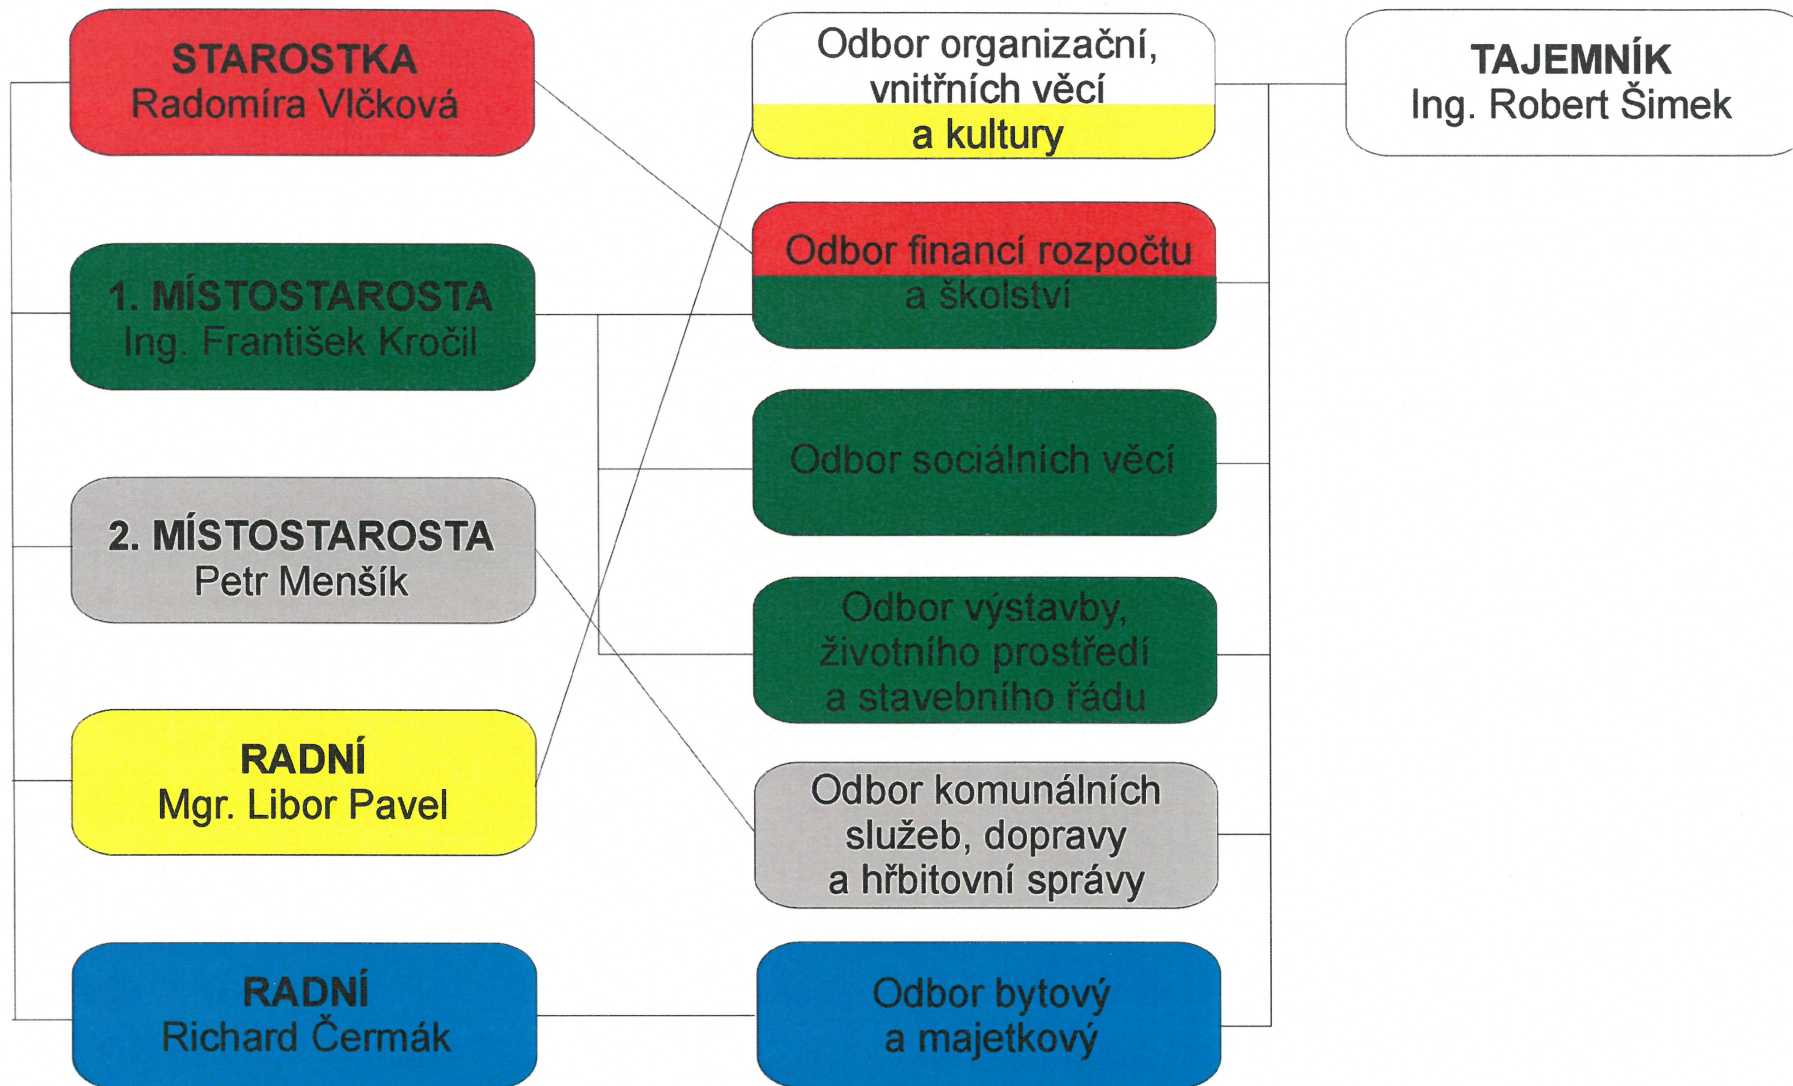 STAROSTKA
Radomíra Vlčková
1. MÍSTOSTAROSTA
Ing. František Kročil
2. MÍSTOSTAROSTA
Petr Menšík
RADNÍ
Mgr. Libor Pavel
RADNÍ
Richard Čermák
Odbor organizační,
vnitřních věcí
a kultury
Odbor financí rozpočtu
a školství
Odbor sociálních věcí
Odbor výstavby,
životního prostředí
a stavebního řádu
Odbor komunálních
služeb, dopravy
a hřbitovní správy
Odbor bytový
a majetkový
TAJEMNÍK
Ing. Robert Šimek